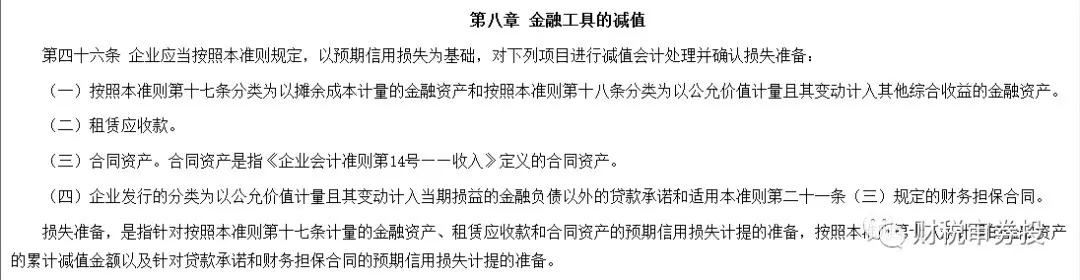 第八章 金融工具的减值
第四十六条 企业应当按照本准则规定，以预期信用损失为基础，对下列项目进行减值会计处理并确认损失准备：
（一）按照本准则第十七条分类为以摊余成本计量的金融资产和按照本准则第十八条分类为以公允价值计量且其变动计入其他综合收益的金融资产。
（二）租赁应收款。
（三）合同资产。合同资产是指《企业会计准则第14号——收入》定义的合同资产。
（四）企业发行的分类为以公允价值计量且其变动计入当期损益的金融负债以外的贷款承诺和适用本准则第二十一条（三）规定的财务担保合同。
损失准备，是指针对按照本准则第十七条计量的金融资产、租赁应收款和合同资产的预期信用损失计提的准备，按照本准则第十八条 资产
的累计减值金额以及针对贷款承诺和财务担保合同的预期信用损失计提的准备。
财税中券投